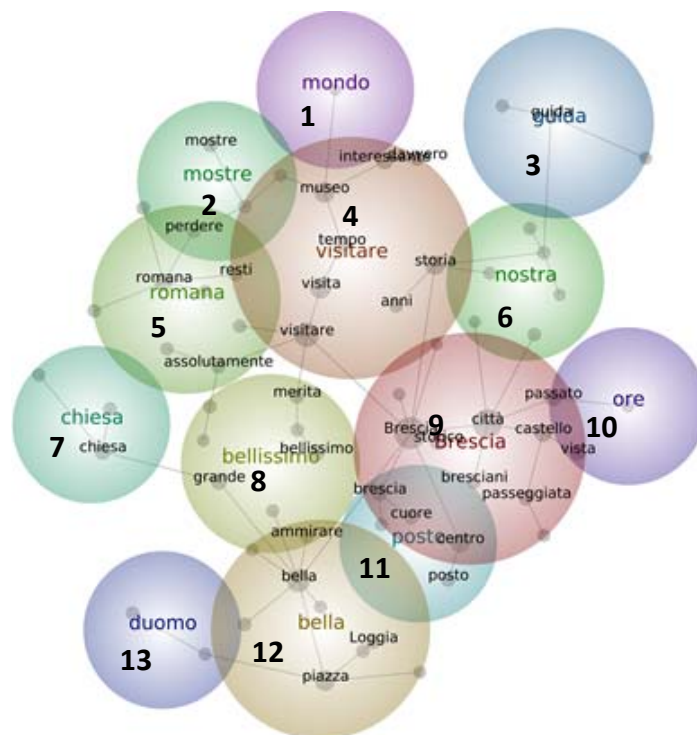 mondo
1
guida
guida
3
mostre
mostre
2
interessante
davvero
museo
4
perdere
tempo
visitare
storia
romana
resti
romana
nostra
visita
anni
6
5
visitare
assolutamente
merita
passato
ore
chiesa
7
chiesa
Brescia
9
città
castello
10
storico
Brescia
vista
bellissimo
bellissimo
8
grande
brescia
bresciani
passeggiata
cuore
ammirare
posto
centro
11
bella
posto
duomo
bella
Loggia
13
12
piazza